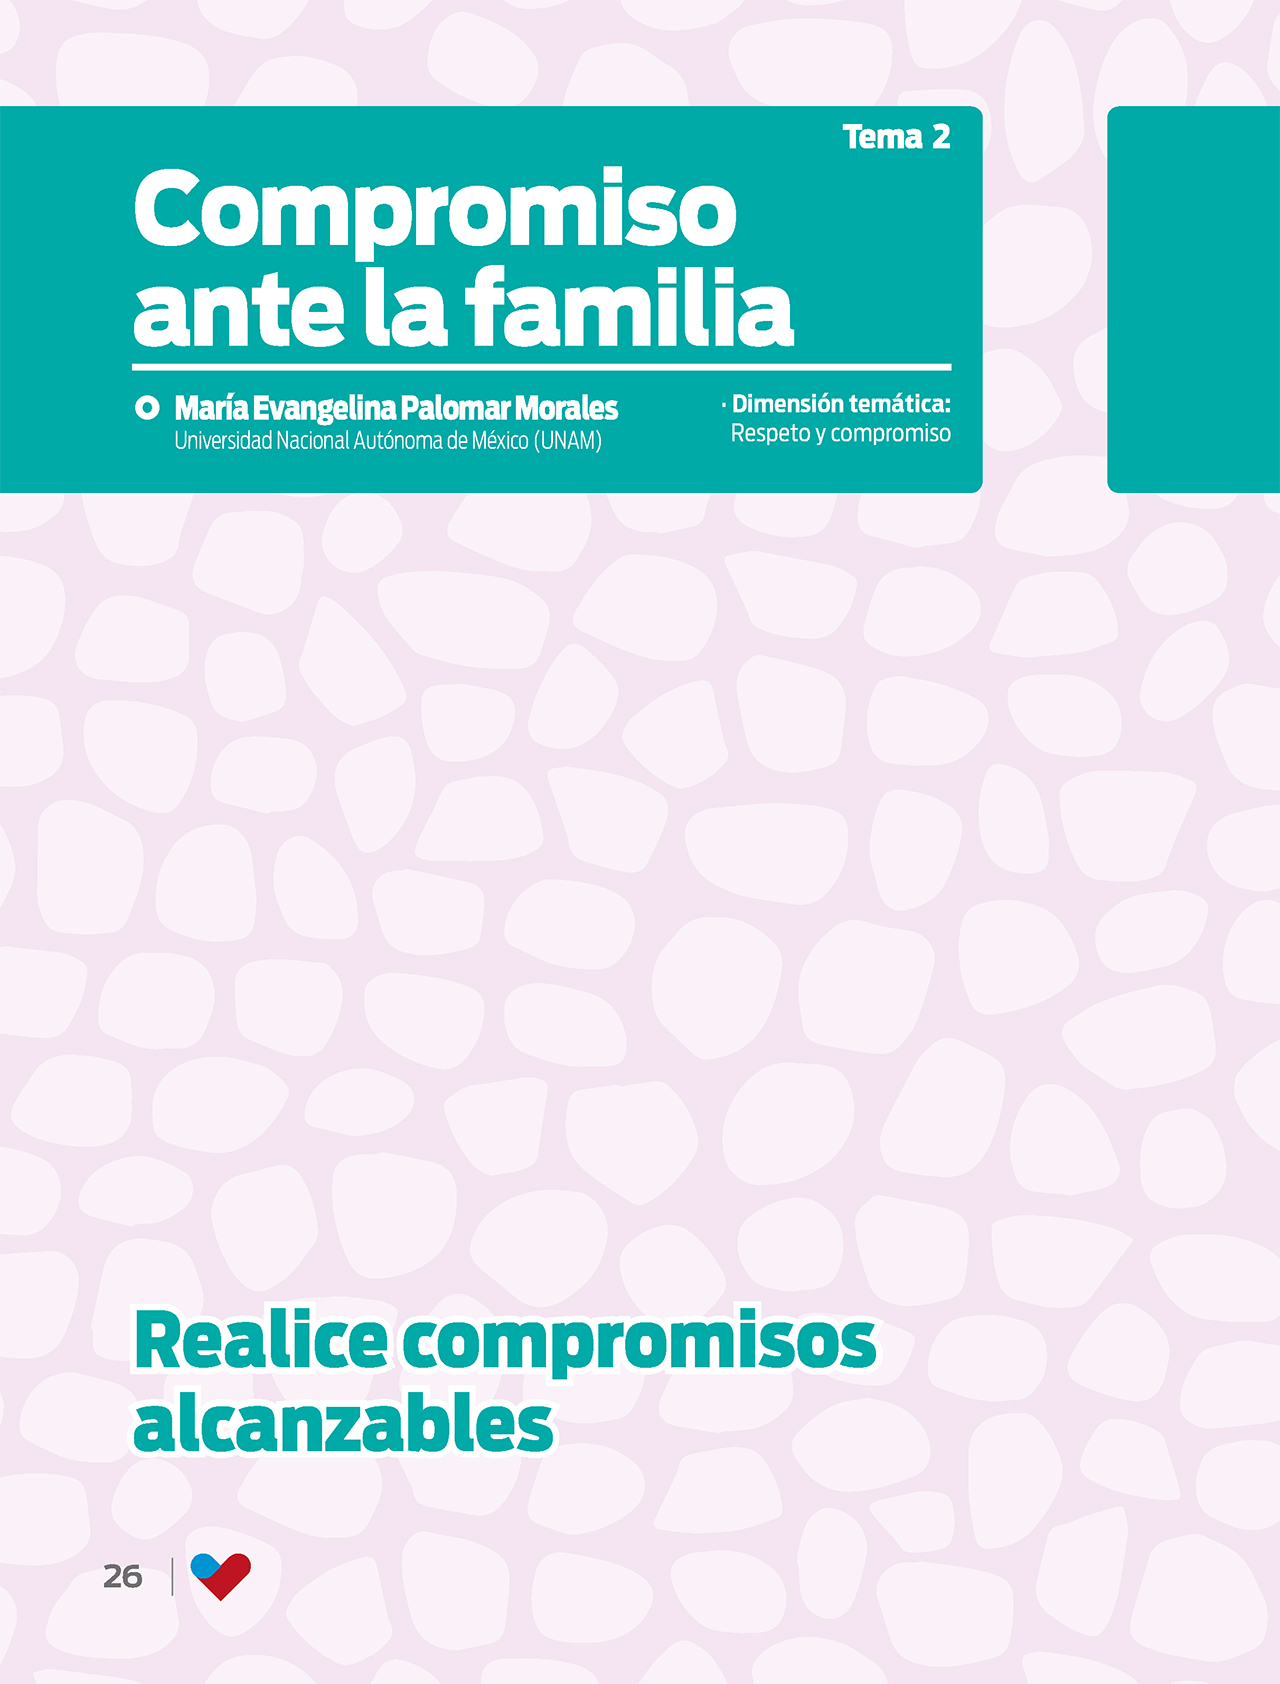 Tema 2
Compromiso
ante la familia
María Evangelina Palomar Morales
Universidad Nacional Autónoma de México (UNAM)
· Dimensión temática:
Respeto y compromiso
Realice compromisos
alcanzables
26